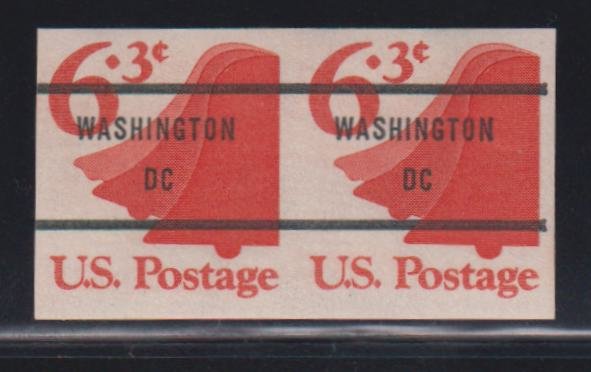 6.3¢ 6.3¢
WASHINGTON WASHINGTON
DC DC
U.S. Postage U.S. Postage